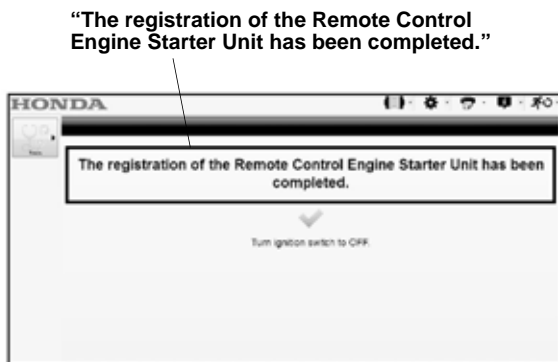 “The registration of the Remote Control
Engine Starter Unit has been completed.”
HONDA
The registration of the Remote Control Engine Starter Unit has been
completed.
Turn ignition switch to OFF.